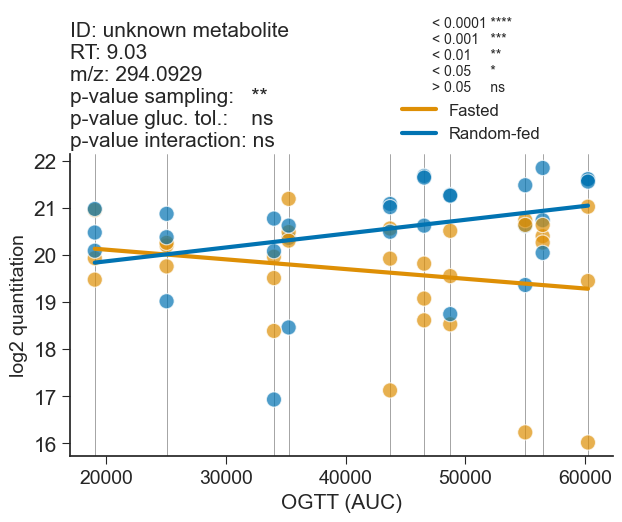 ID: unknown metabolite
RT: 9.03
m/z: 294.0929
p-value sampling: **
p-value gluc. tol.: ns
p-value interaction: ns
< 0.0001 ****
< 0.001 ***
< 0.01 **
< 0.05 *
> 0.05 ns
Fasted
Random-fed
22
21
20
19
18
17
16
log2 quantitation
20000 30000 40000 50000 60000
OGTT (AUC)